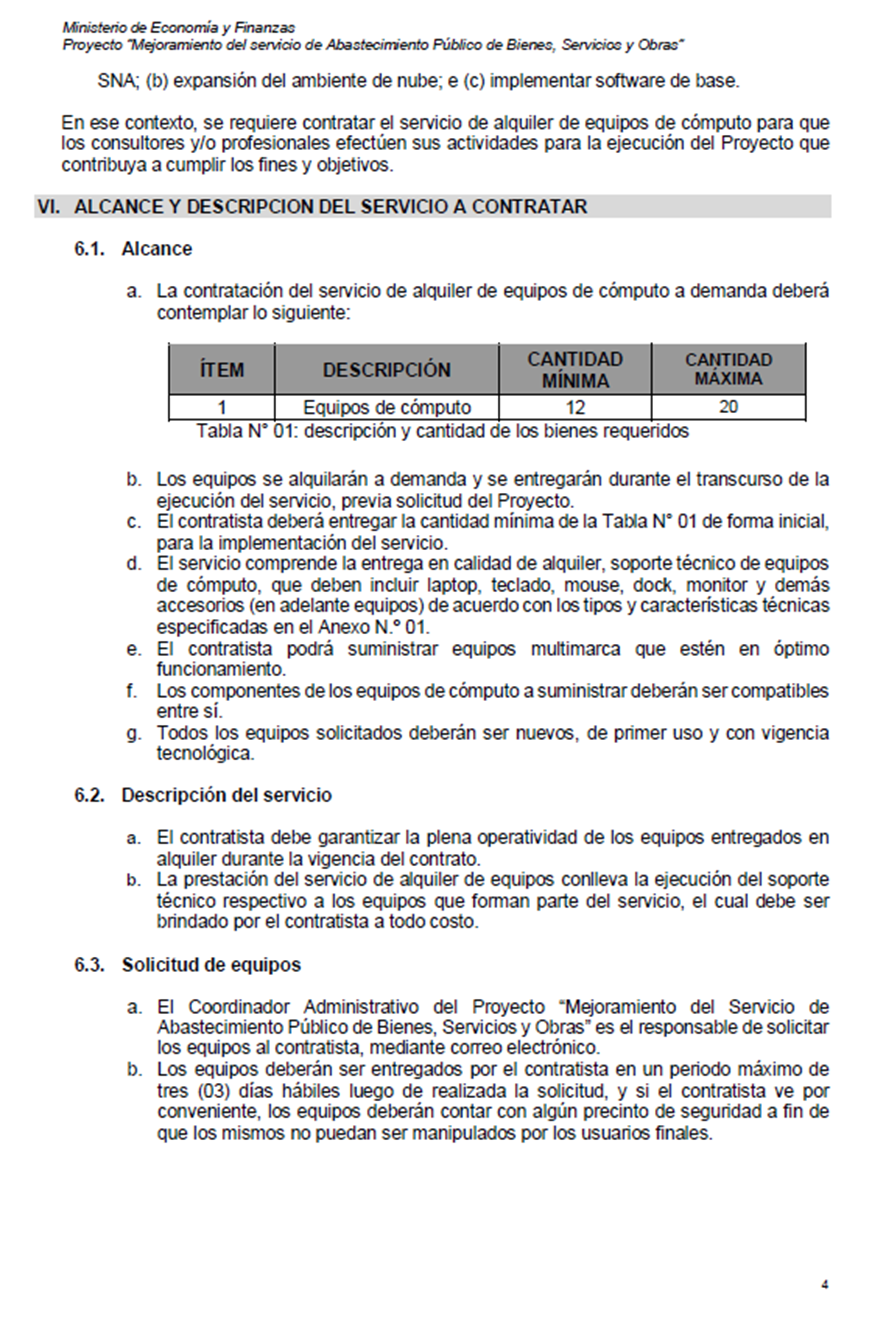 Ministerio de Economía y Finanzas
Proyecto "Mejoramiento del servicio de Abastecimiento Público de Bienes, Servicios y Obras"
SNA; (b) expansión del ambiente de nube; e (c) implementar software de base.
En ese contexto, se requiere contratar el servicio de alquiler de equipos de cómputo para que
los consultores y/o profesionales efectúen sus actividades para la ejecución del Proyecto que
contribuya a cumplir los fines y objetivos.
VI. ALCANCE Y DESCRIPCION DEL SERVICIO A CONTRATAR
6.1. Alcance
a. La contratación del servicio de alquiler de equipos de cómputo a demanda deberá
contemplar lo siguiente:
ÍTEM DESCRIPCIÓN CANTIDAD MÍNIMA CANTIDAD MÁXIMA
1 Equipos de cómputo 12 20
Tabla N° 01: descripción y cantidad de los bienes requeridos
b. Los equipos se alquilarán a demanda y se entregarán durante el transcurso de la
ejecución del servicio, previa solicitud del Proyecto.
c. El contratista deberá entregar la cantidad mínima de la Tabla N° 01 de forma inicial,
para la implementación del servicio.
d. El servicio comprende la entrega en calidad de alquiler, soporte técnico de equipos
de cómputo, que deben incluir laptop, teclado, mouse, dock, monitor y demás
accesorios (en adelante equipos) de acuerdo con los tipos y características técnicas
especificadas en el Anexo N.° 01.
e. El contratista podrá suministrar equipos multimarca que estén en óptimo
funcionamiento.
f. Los componentes de los equipos de cómputo a suministrar deberán ser compatibles
entre sí.
g. Todos los equipos solicitados deberán ser nuevos, de primer uso y con vigencia
tecnológica.
6.2. Descripción del servicio
a. El contratista debe garantizar la plena operatividad de los equipos entregados en
alquiler durante la vigencia del contrato.
b. La prestación del servicio de alquiler de equipos conlleva la ejecución del soporte
técnico respectivo a los equipos que forman parte del servicio, el cual debe ser
brindado por el contratista a todo costo.
6.3. Solicitud de equipos
a. El Coordinador Administrativo del Proyecto "Mejoramiento del Servicio de
Abastecimiento Público de Bienes, Servicios y Obras" es el responsable de solicitar
los equipos al contratista, mediante correo electrónico.
b. Los equipos deberán ser entregados por el contratista en un periodo máximo de
tres (03) días hábiles luego de realizada la solicitud, y si el contratista ve por
conveniente, los equipos deberán contar con algún precinto de seguridad a fin de
que los mismos no puedan ser manipulados por los usuarios finales.
4